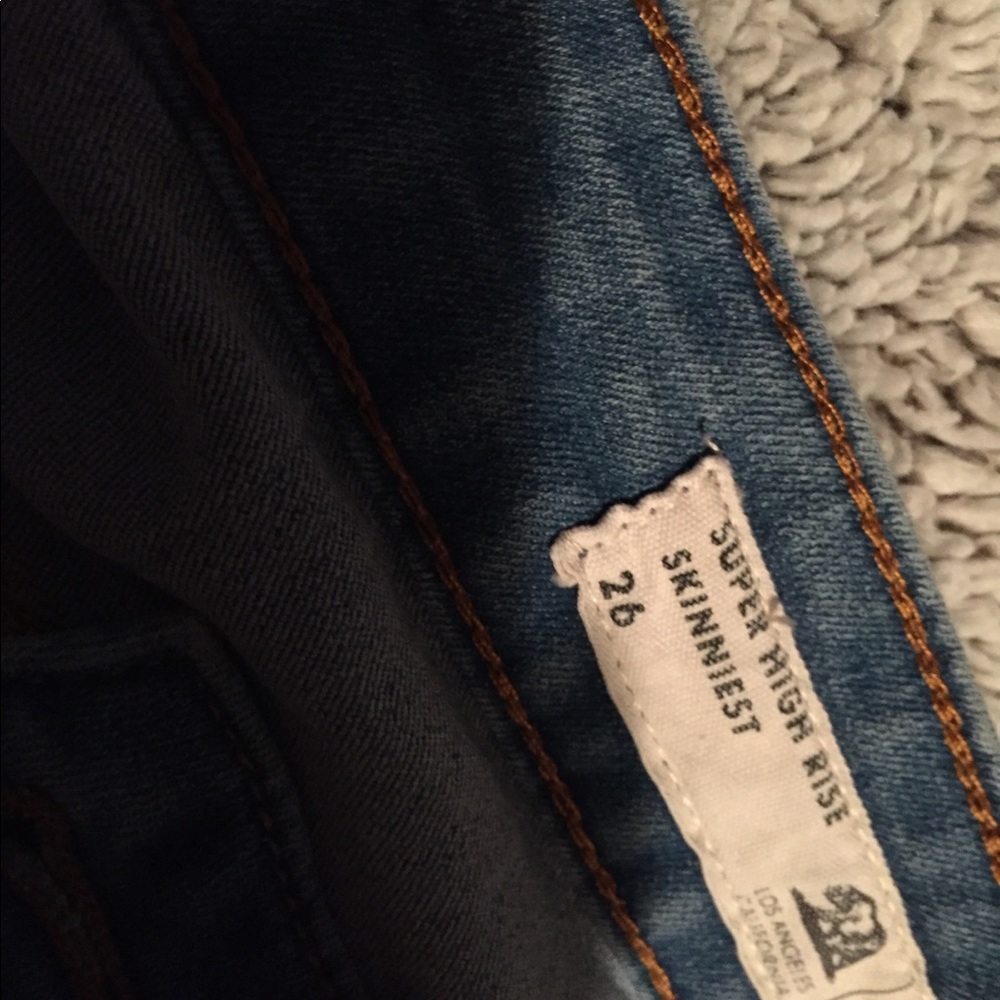 SUPER HIGH RISE
SKINNIEST
26
LOS ANGELES
CALIFORNIA